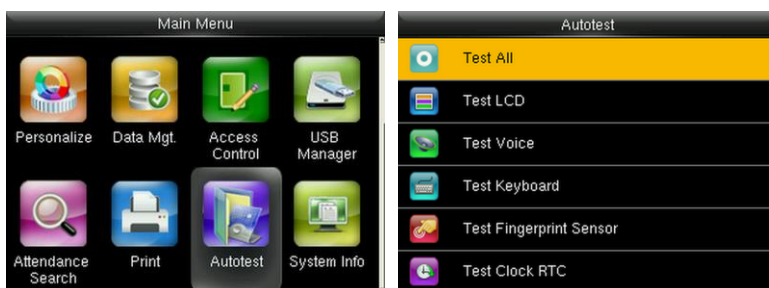 Main Menu
Personalize
Data Mgt.
Access
Control
USB
Manager
Attendance
Search
Print
Autotest
System Info
Autotest
Test All
Test LCD
Test Voice
Test Keyboard
Test Fingerprint Sensor
Test Clock RTC